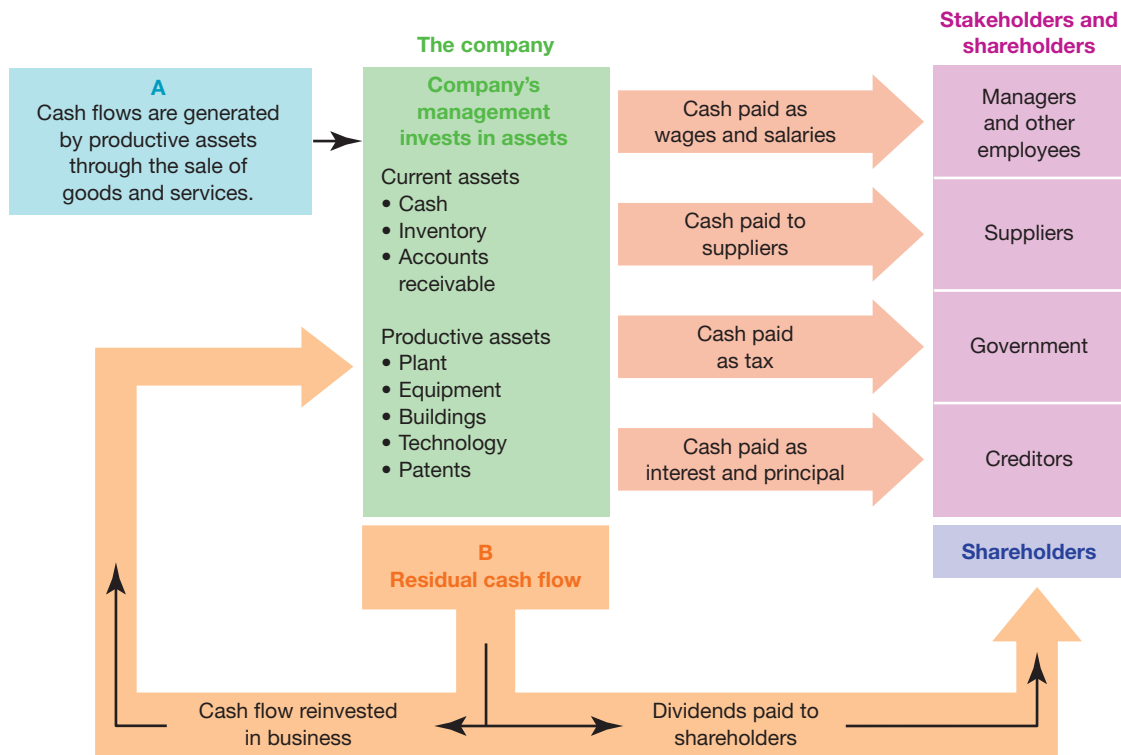 Stakeholders and
shareholders
The company
A
Cash flows are generated
by productive assets
through the sale of
goods and services.
Company's
management
invests in assets
Current assets
• Cash
• Inventory
• Accounts
receivable
Productive assets
• Plant
• Equipment
• Buildings
• Technology
• Patents
Cash paid as
wages and salaries
Managers
and other
employees
Cash paid to
suppliers
Suppliers
Cash paid
as tax
Government
Cash paid as
interest and principal
Creditors
B
Residual cash flow
Shareholders
Cash flow reinvested
in business
Dividends paid to
shareholders